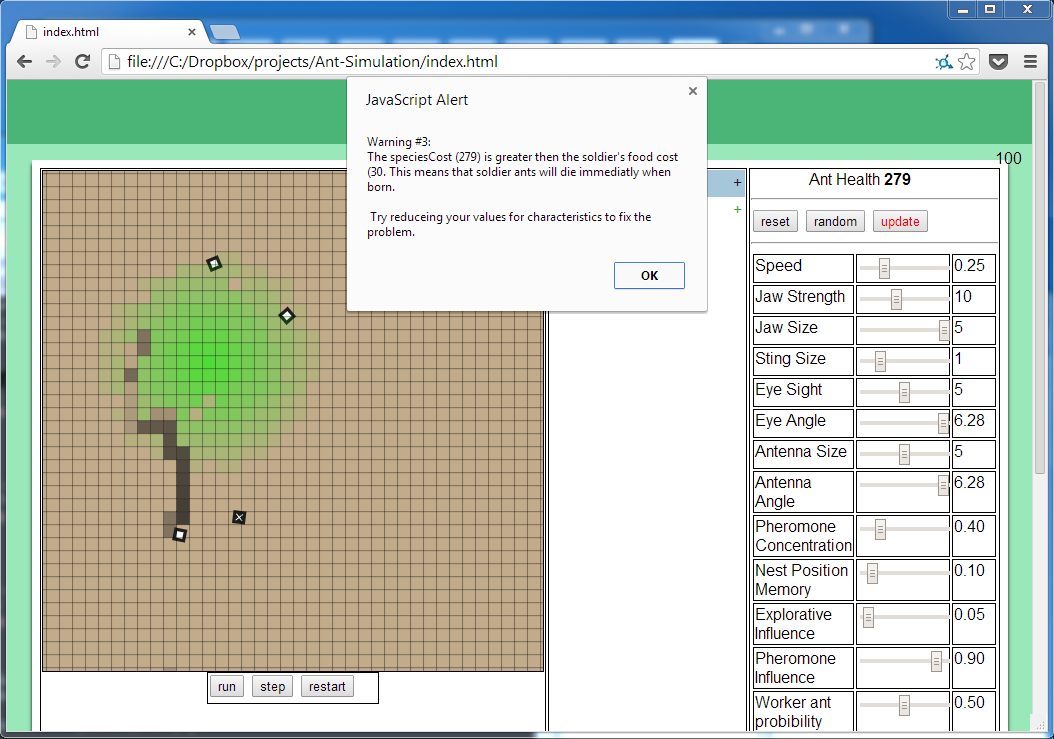 index.html
file:///C:/Dropbox/projects/Ant-Simulation/index.html
JavaScript Alert
Warning #3:
The speciesCost (279) is greater then the soldier's food cost
(30. This means that soldier ants will die immediatly when
born.
Try reduceing your values for characteristics to fix the
problem.
OK
100
+
+
Ant Health 279
reset random update
Speed 0.25
Jaw Strength 10
Jaw Size 5
Sting Size 1
Eye Sight 5
Eye Angle 6.28
Antenna Size 5
Antenna 6.28
Angle
Pheromone 0.40
Concentration
Nest Position 0.10
Memory
Explorative 0.05
Influence
Pheromone 0.90
Influence
Worker ant 0.50
probibility
run step restart